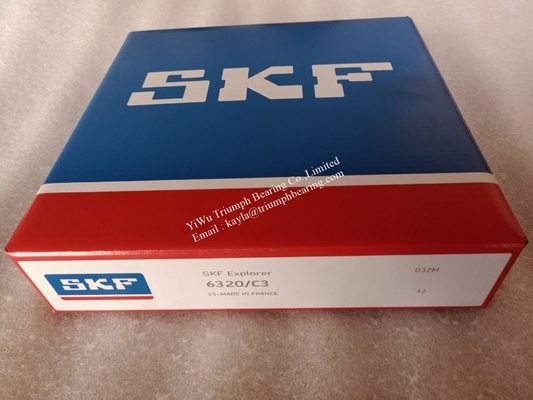 SKF
YiWu Triumph Bearing Co.,Limited
Email : kayla@triumphbearing.com
SKF Explorer
032M
SKF
6320/C3
21-MADE IN FRANCE
12